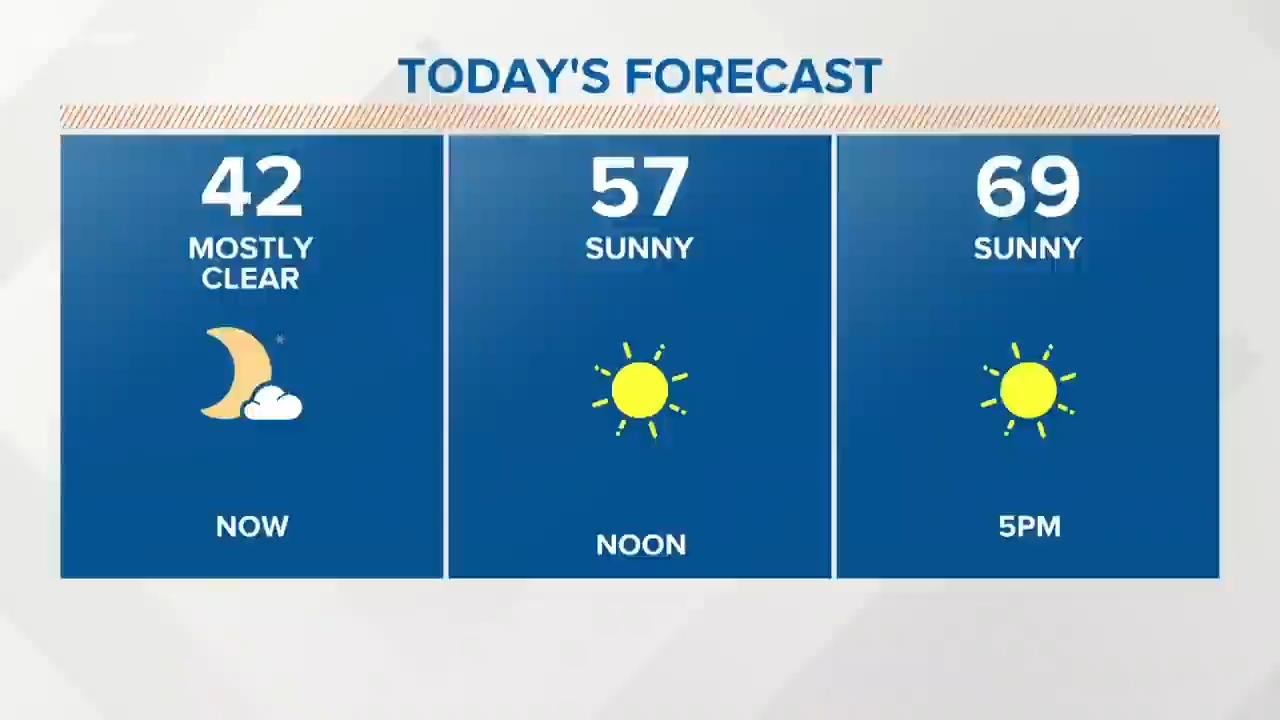 TODAY'S FORECAST
42
MOSTLY
CLEAR
NOW
57
SUNNY
NOON
69
SUNNY
5PM